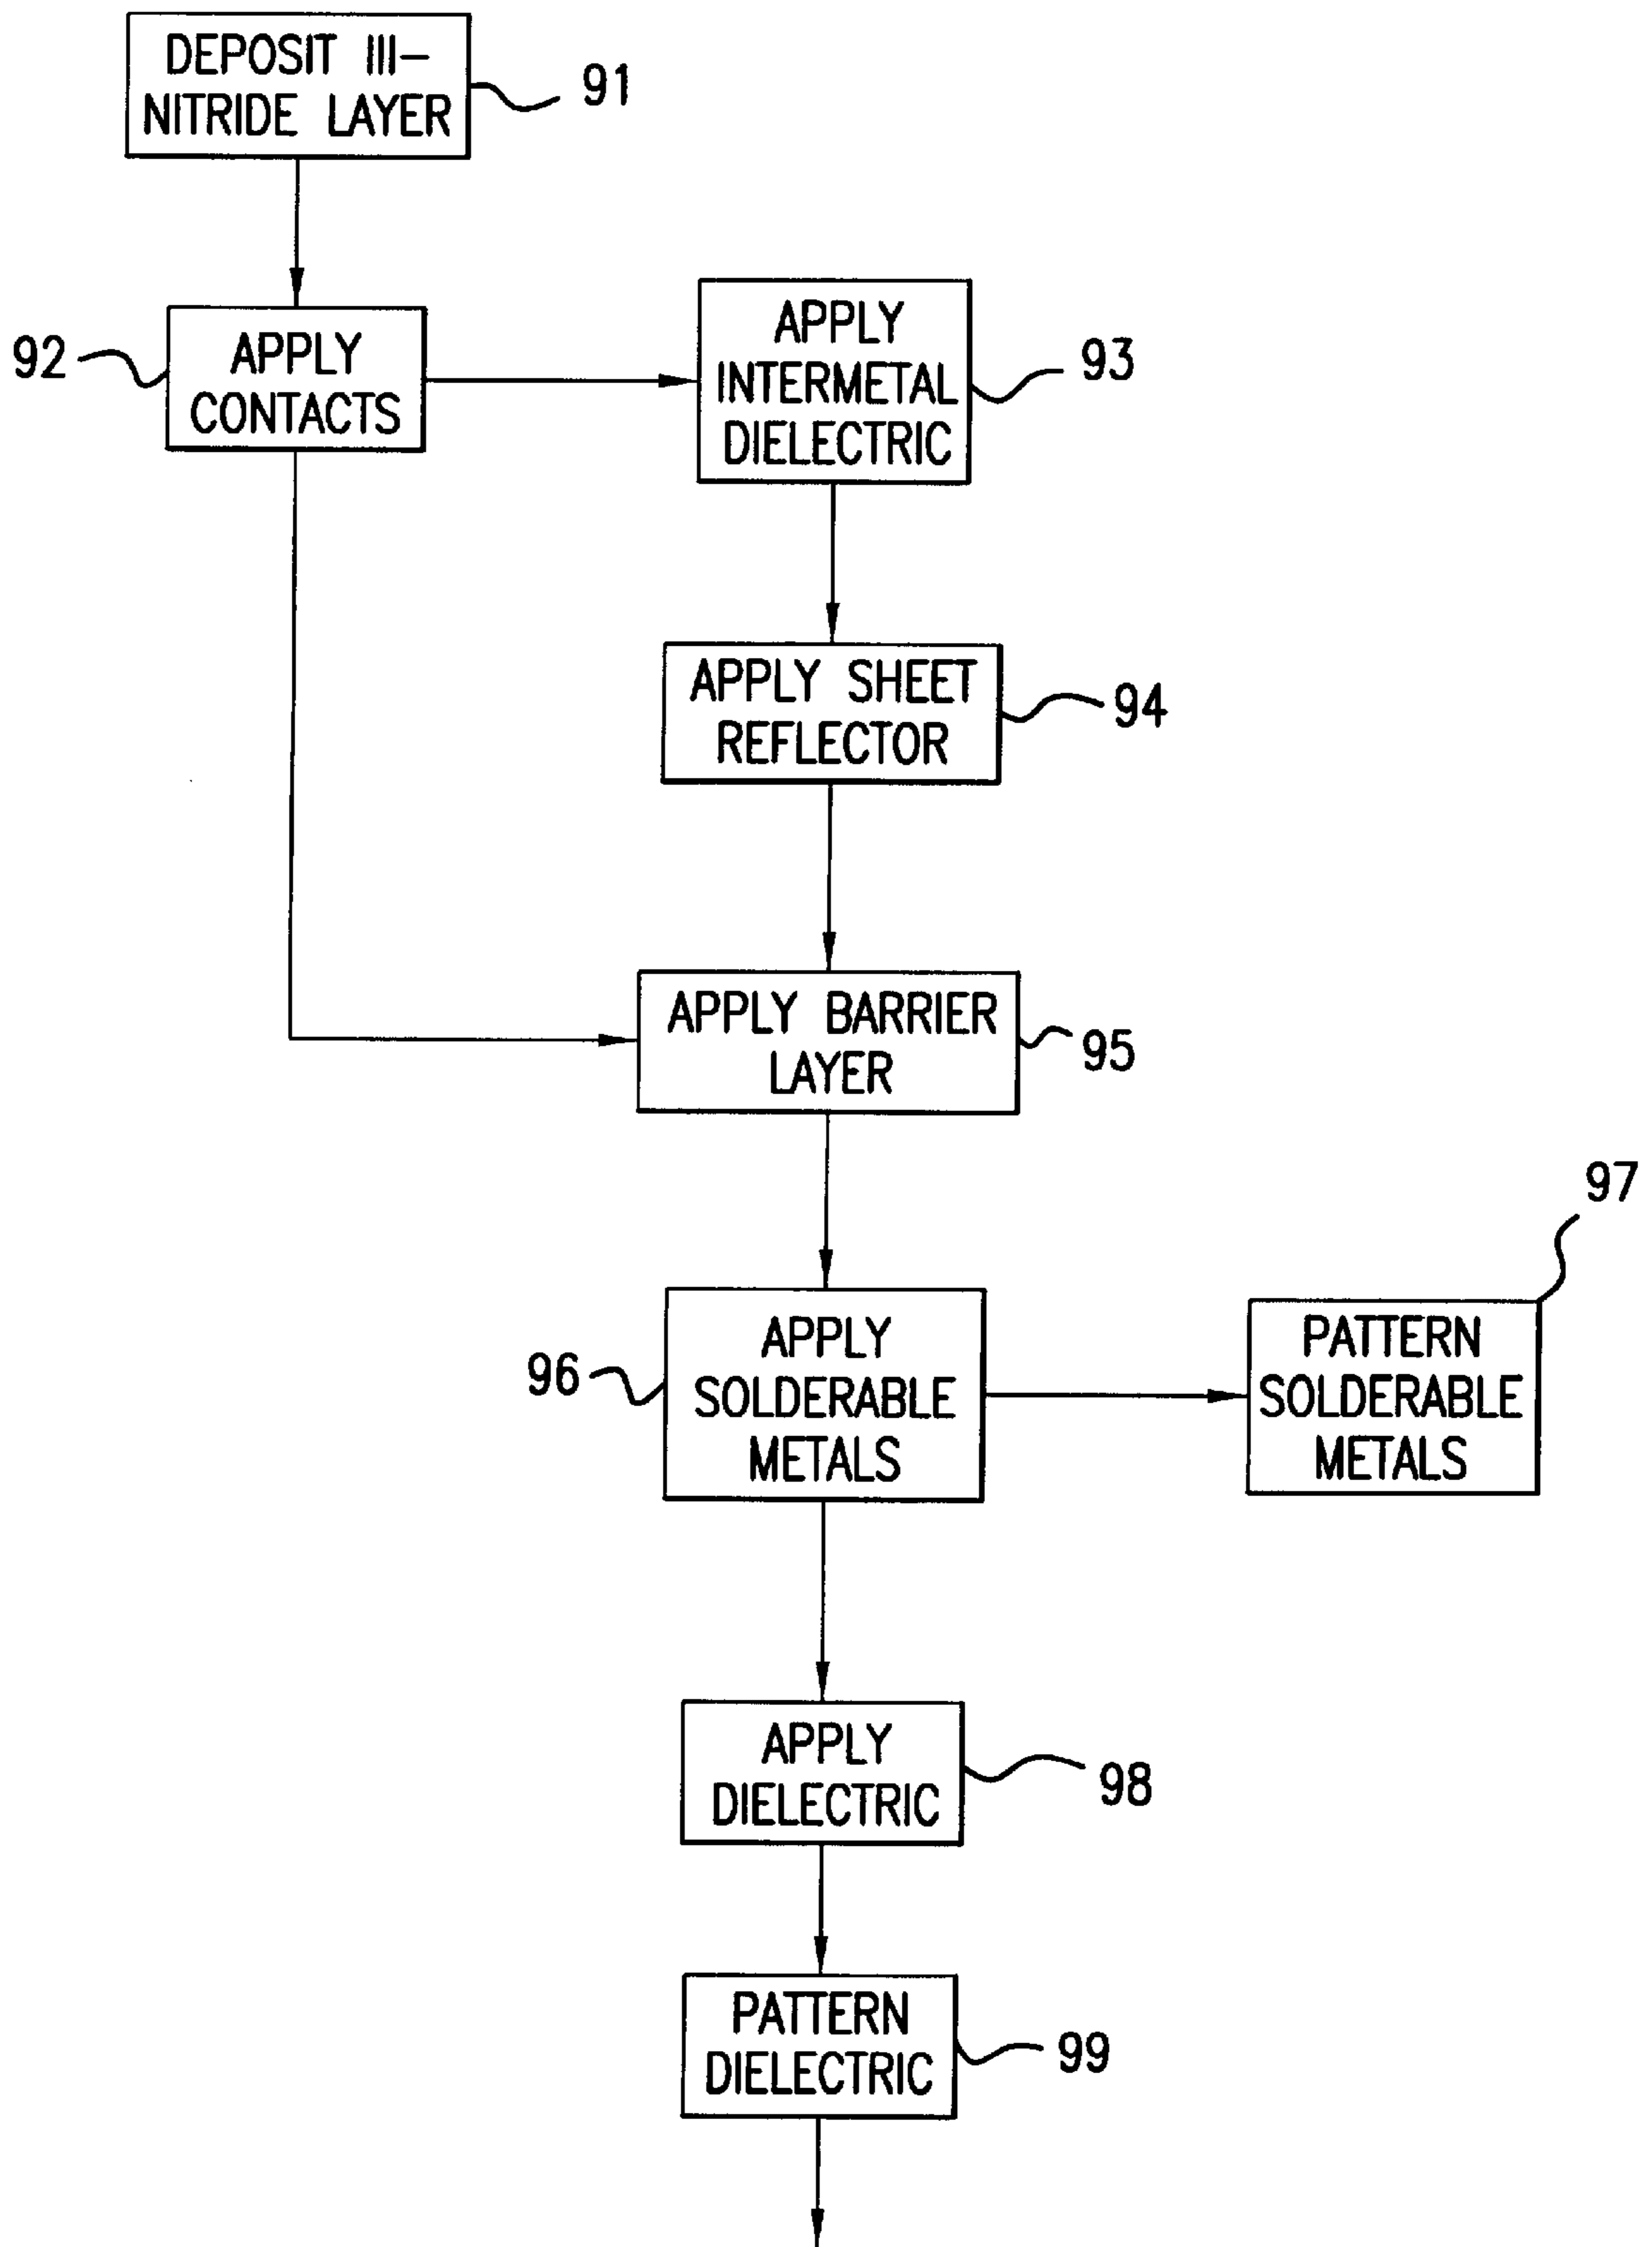 DEPOSIT III–
NITRIDE LAYER
91
92
APPLY
CONTACTS
APPLY
INTERMETAL
DIELECTRIC
93
APPLY SHEET
REFLECTOR
94
APPLY BARRIER
LAYER
95
96
APPLY
SOLDERABLE
METALS
97
PATTERN
SOLDERABLE
METALS
APPLY
DIELECTRIC
98
PATTERN
DIELECTRIC
99